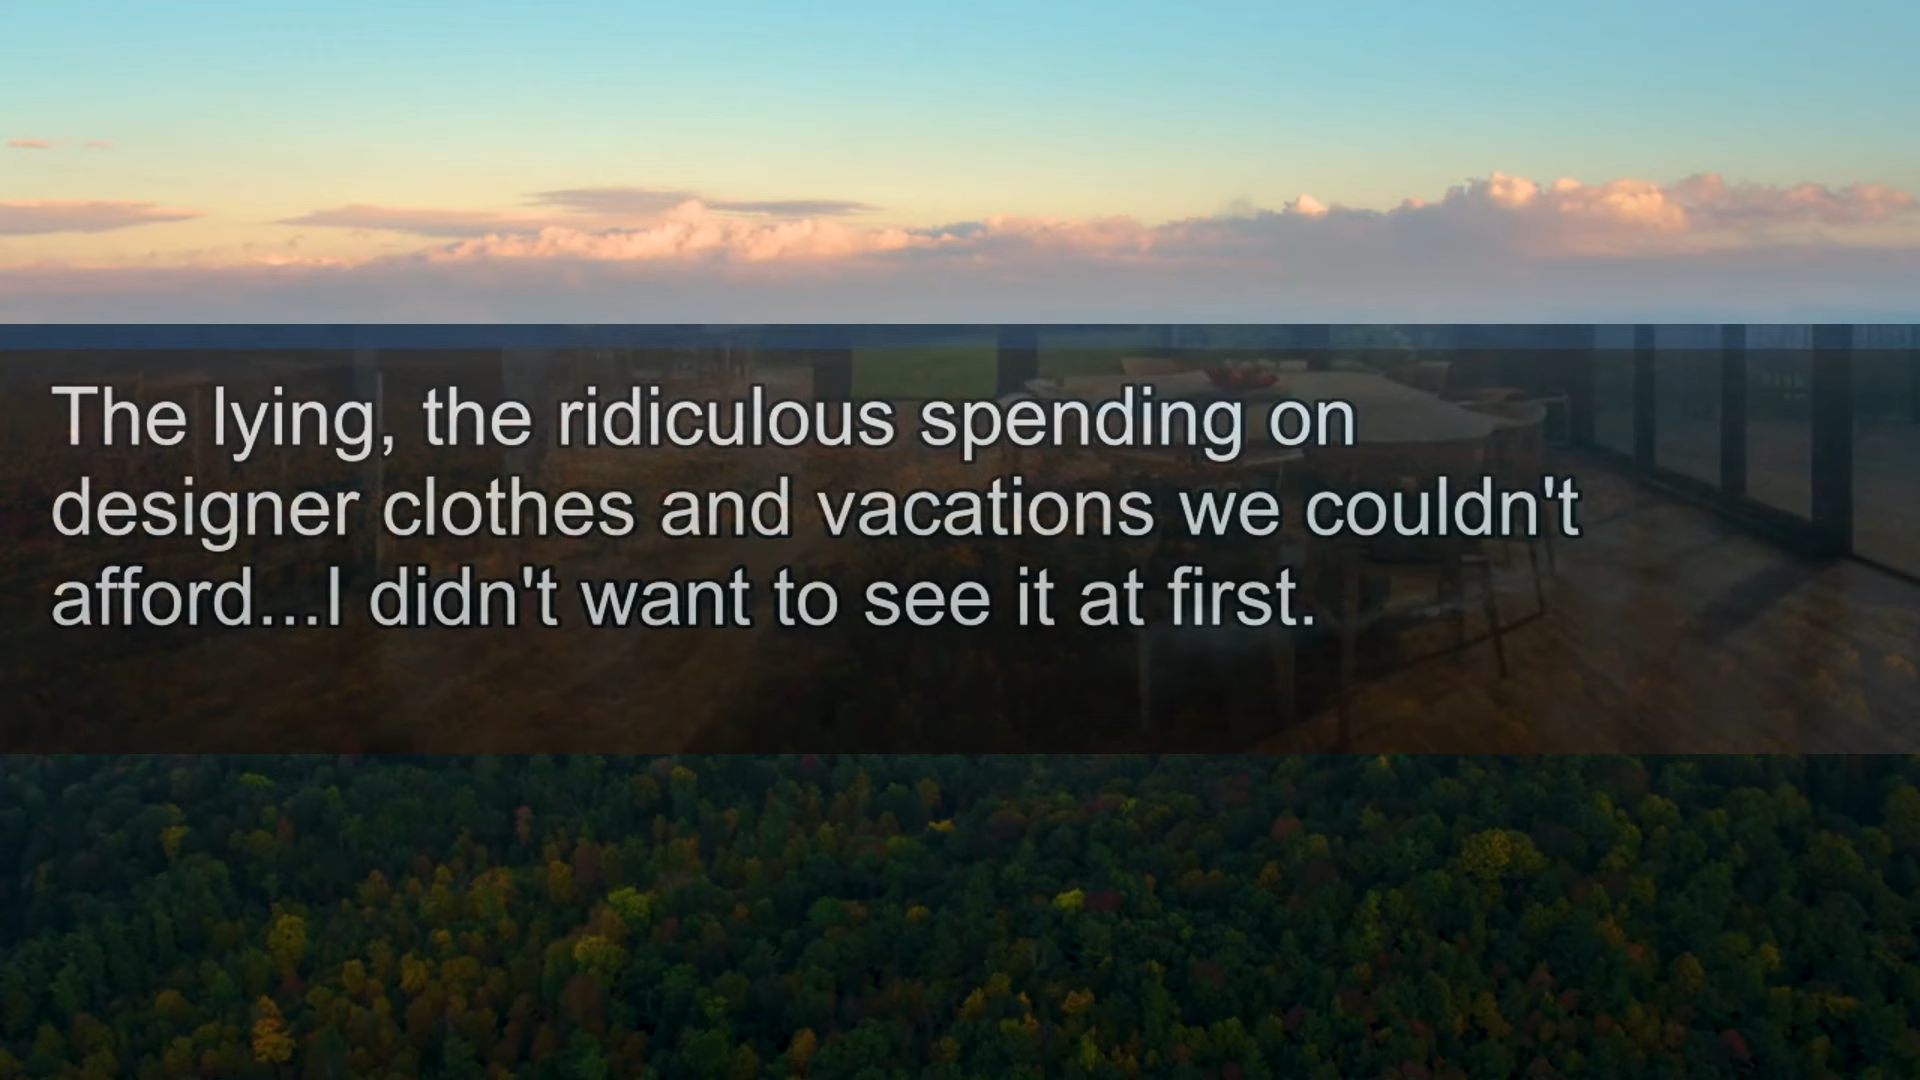 The lying, the ridiculous spending on
designer clothes and vacations we couldn't
afford...I didn't want to see it at first.